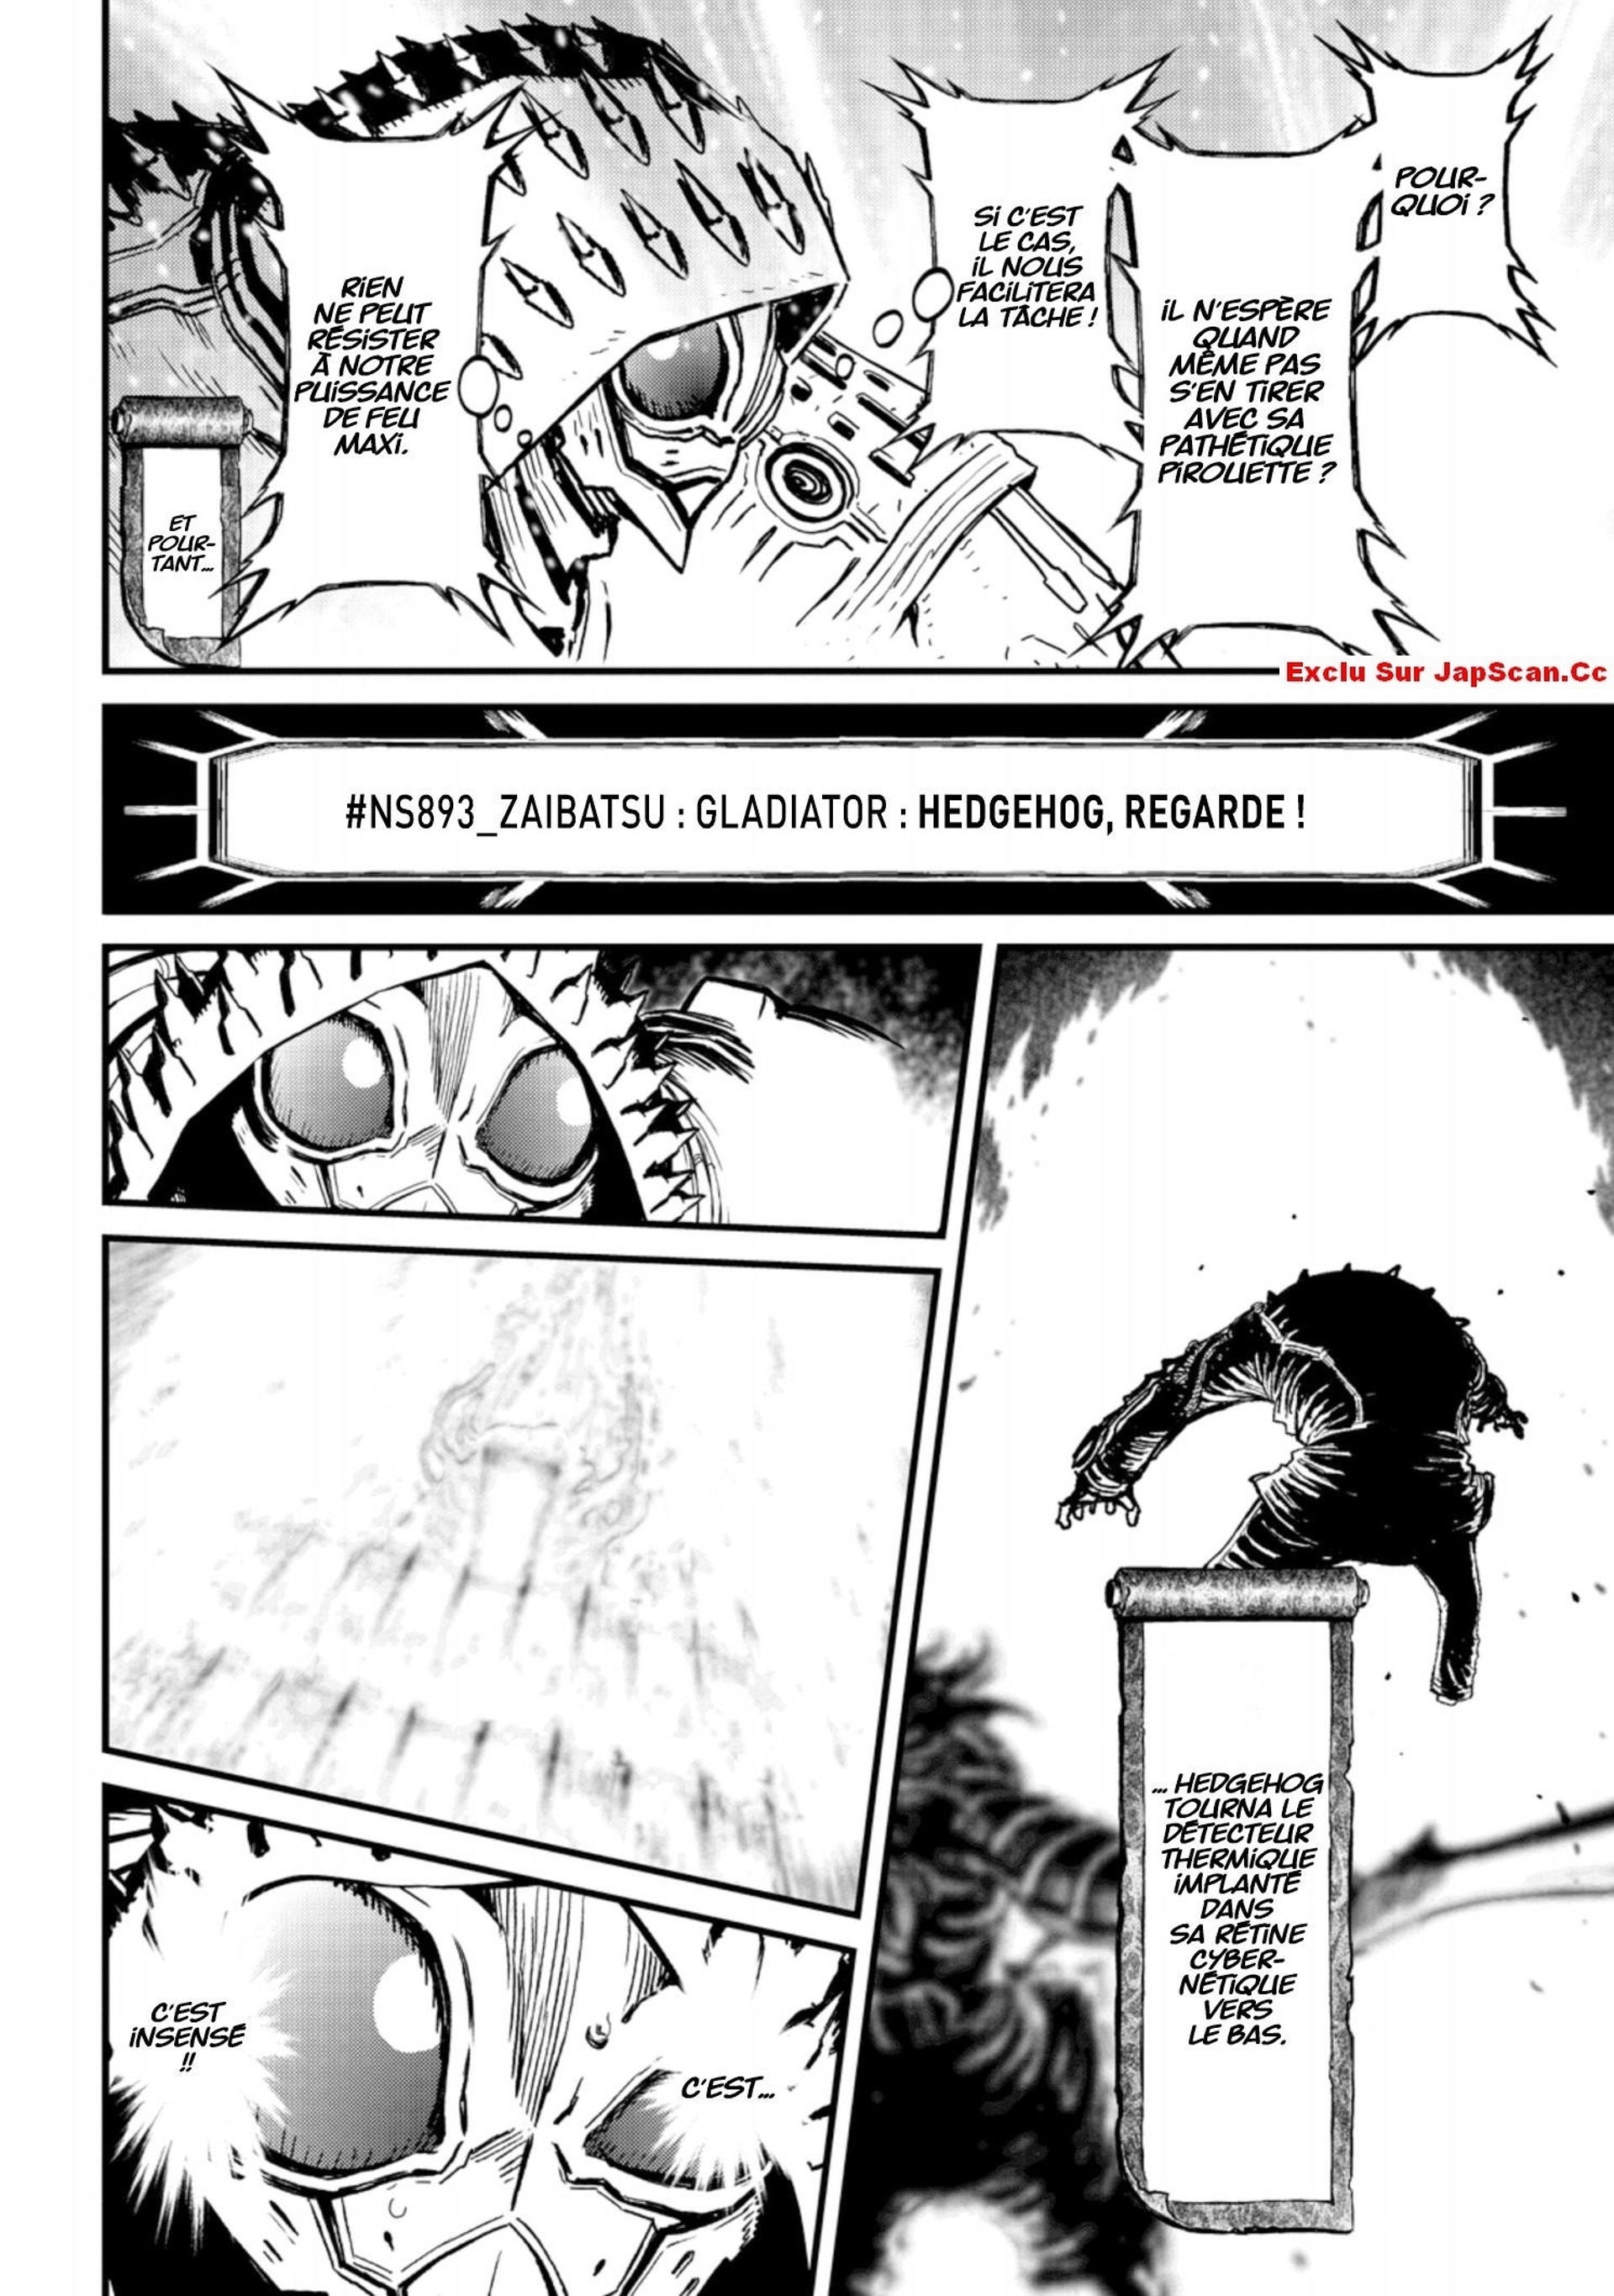 POUR-
QUOI ?
IL N'ESPÈRE
QUAND
MÊME PAS
S'EN TIRER
AVEC SA
PATHÉTIQUE
PIROUETTE ?
SI C'EST
LE CAS,
IL NOUS
FACILITERA
LA TÂCHE !
RIEN
NE PEUT
RÉSISTER
À NOTRE
PUISSANCE
DE FEU
MAXI.
ET
POUR-
TANT...
Exclu Sur JapScan.Cc
#NS893_ZAIBATSU : GLADIATOR : HEDGEHOG, REGARDE !
... HEDGEHOG
TOURNA LE
DÉTECTEUR
THERMIQUE
IMPLANTÉ
DANS
SA RÉTINE
CYBER-
NÉTIQUE
VERS
LE BAS.
C'EST...
C'EST
INSENSÉ
!!